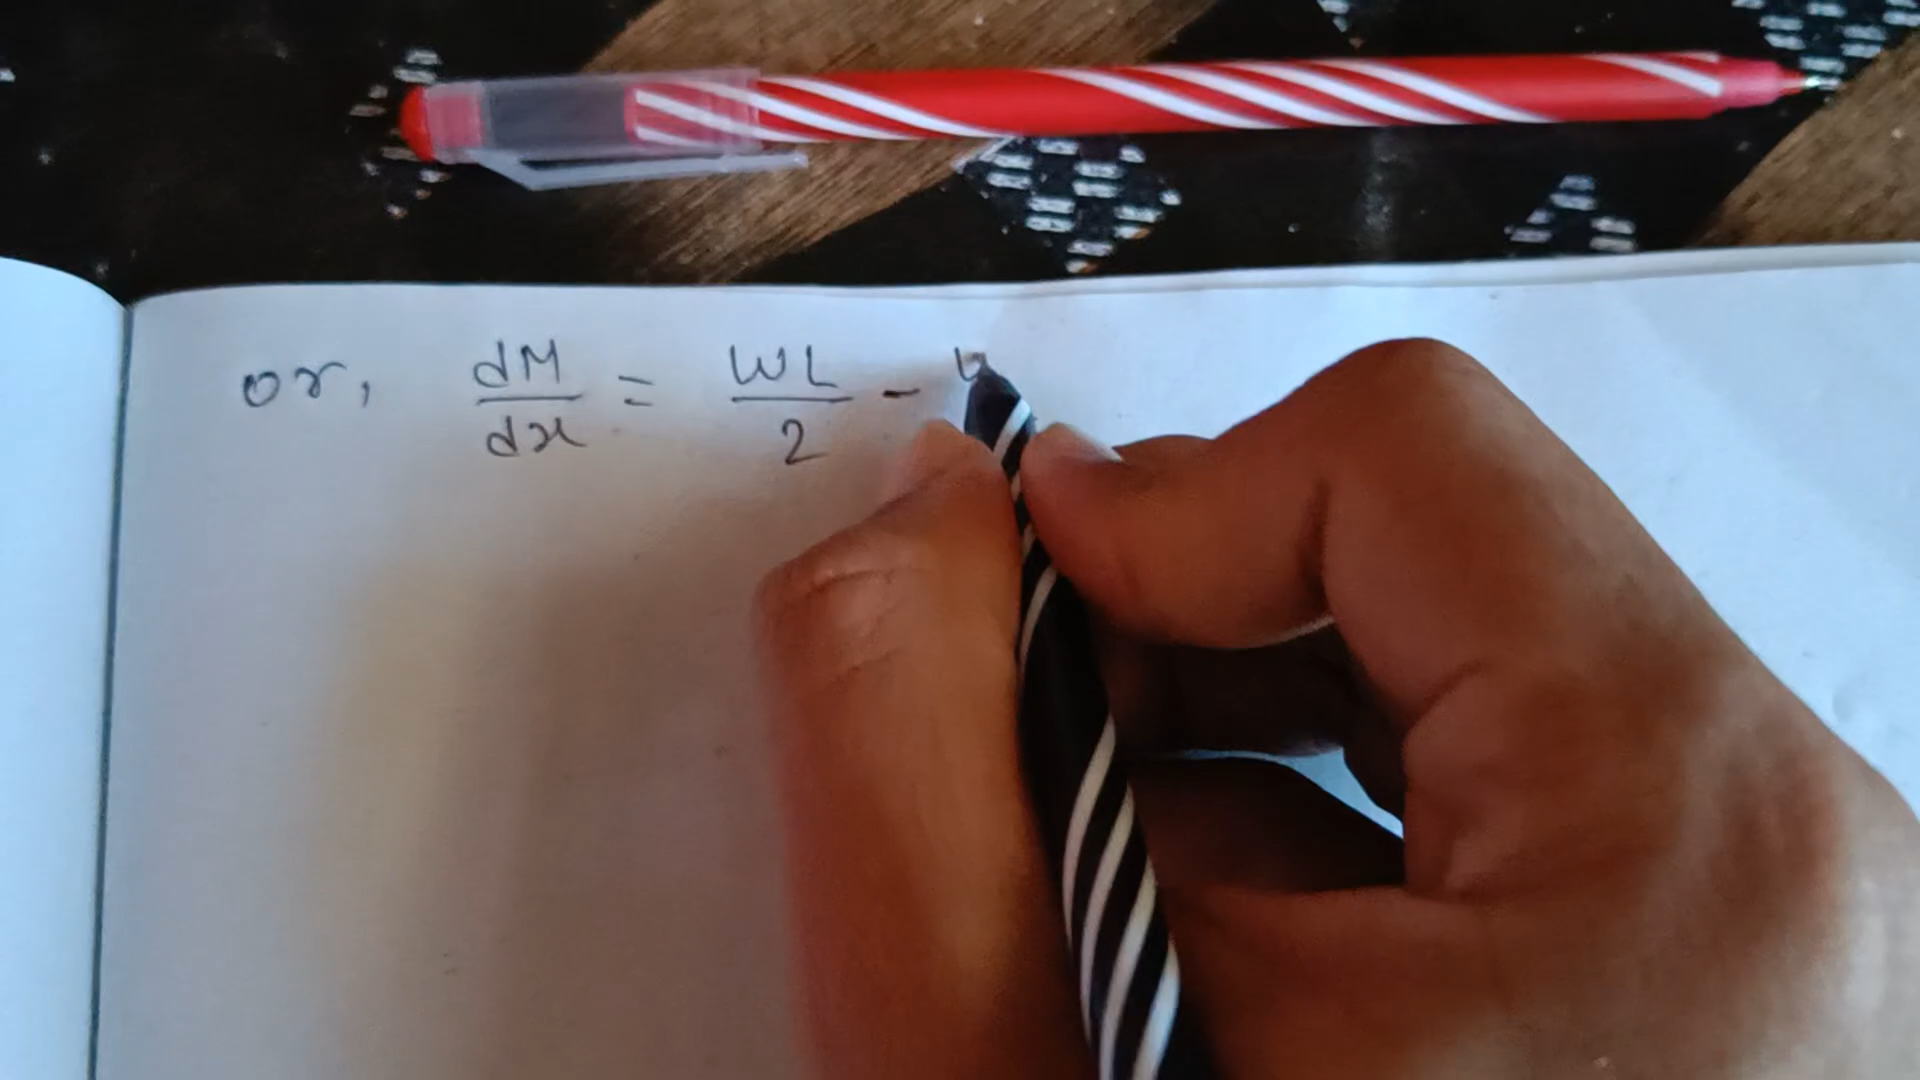 or, dM/dx = WL/2 -